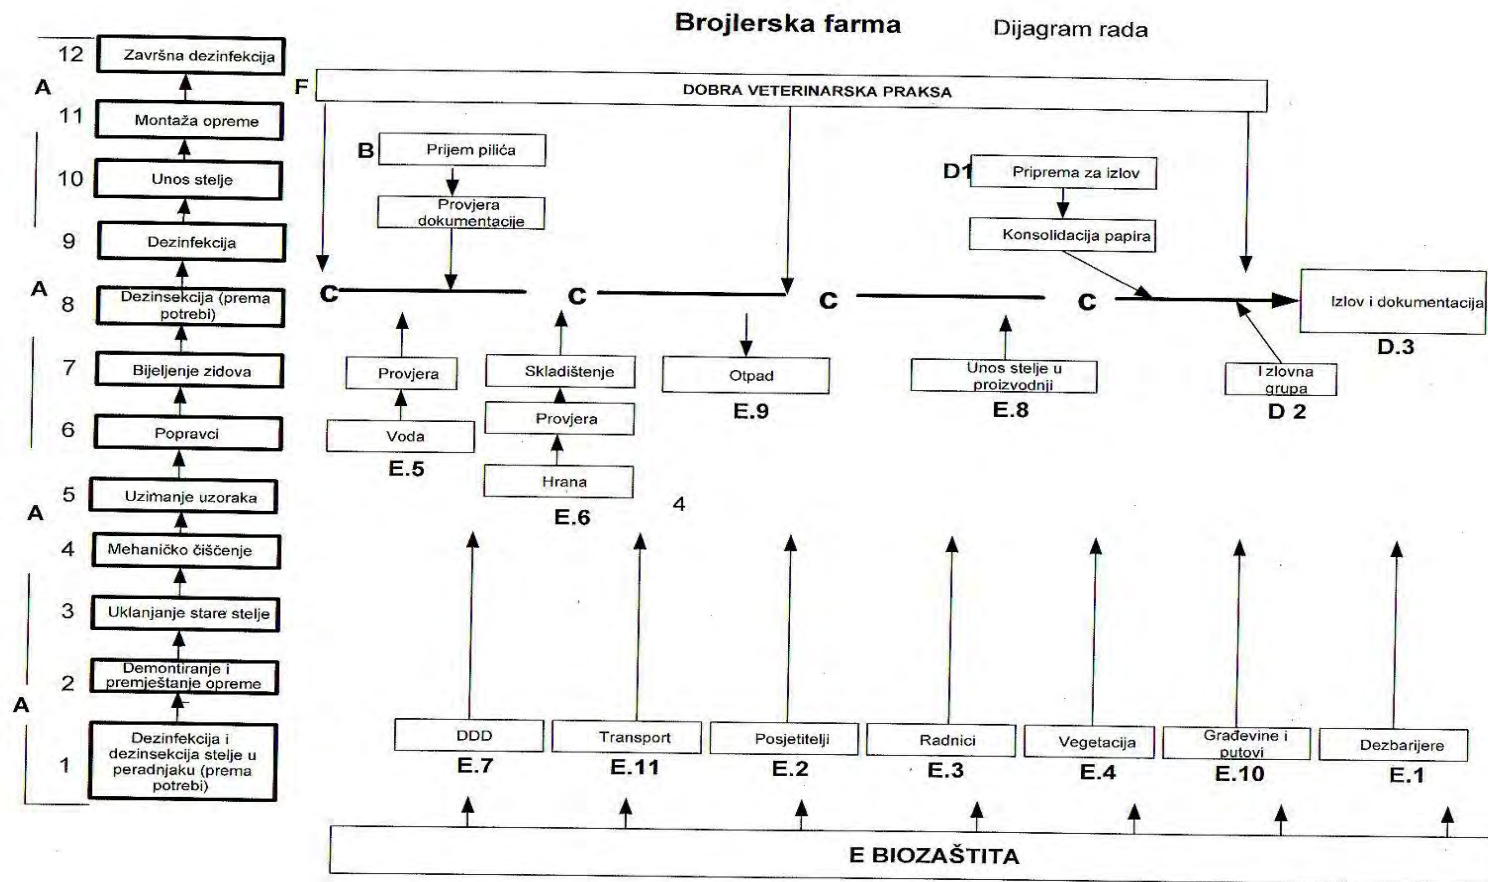 Brojlerska farma
Dijagram rada
12
Završna dezinfekcija
A
11
Montaža opreme
10
Unos stelje
9
Dezinfekcija
A
8
Dezinsekcija (prema
potrebi)
7
Bijeljenje zidova
6
Popravci
5
Uzimanje uzoraka
A
4
Mehaničko čišćenje
3
Uklanjanje stare stelje
2
Demontiranje i
premještanje opreme
A
1
Dezinfekcija i
dezinsekcija stelje u
peradnjaku (prema
potrebi)
F
DOBRA VETERINARSKA PRAKSA
B
Prijem pilića
Provjera
dokumentacije
D1
Priprema za izlov
Konsolidacija papira
C
C
C
C
Izlov i dokumentacija
D.3
Provjera
Voda
E.5
Skladištenje
Provjera
Hrana
E.6
4
Otpad
E.9
Unos stelje u
proizvodnji
E.8
Izlovna
grupa
D 2
DDD
E.7
Transport
E.11
Posjetitelji
E.2
Radnici
E.3
Vegetacija
E.4
Građevine i
putovi
E.10
Dezbarijere
E.1
E BIOZAŠTITA